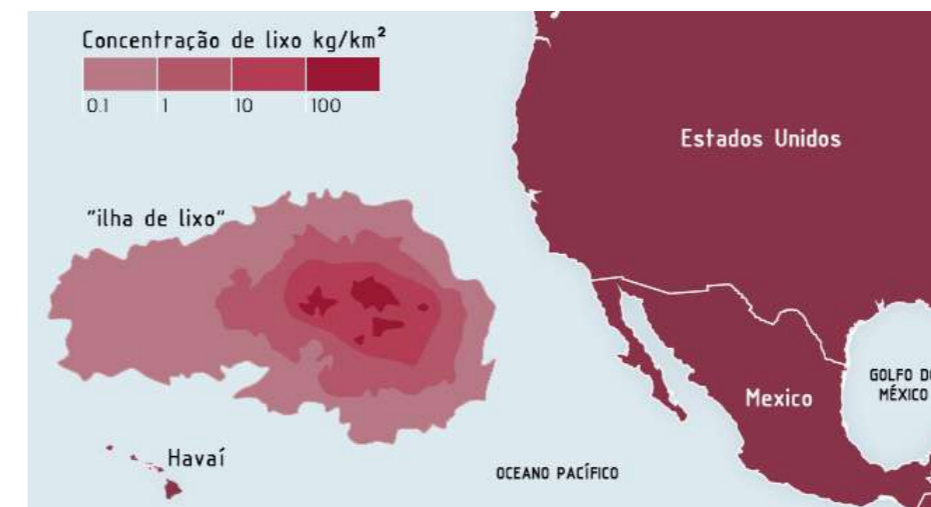 Concentração de lixo kg/km²
0.1 1 10 100
Estados Unidos
"ilha de lixo"
GOLFO DO
MÉXICO
Mexico
Havaí
OCEANO PACÍFICO